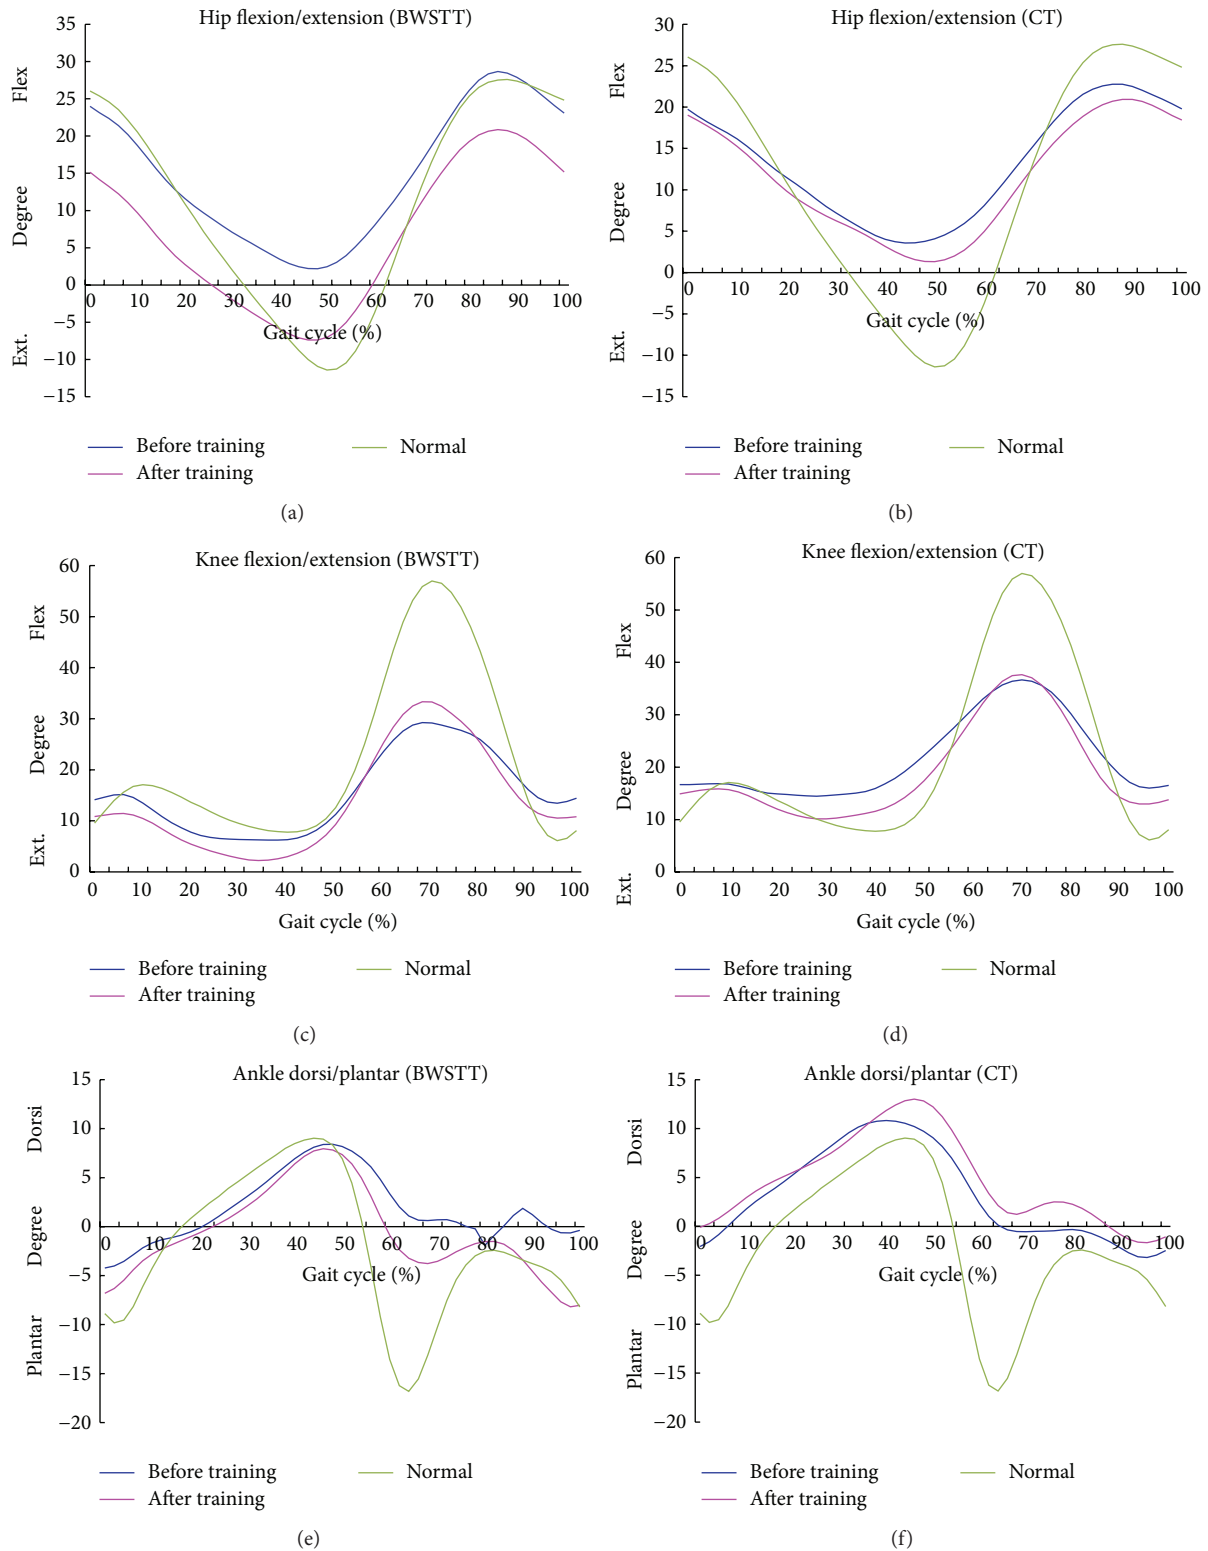 Hip flexion/extension (BWSTT)
35
30
25
20
15
10
5
0
−5
−10
−15
Flex
Degree
Ext.
0 10 20 30 40 50 60 70 80 90 100
Gait cycle (%)
Before training
After training
Normal
(a)
Hip flexion/extension (CT)
30
25
20
15
10
5
0
−5
−10
−15
Flex
Degree
Ext.
0 10 20 30 40 50 60 70 80 90 100
Gait cycle (%)
Before training
After training
Normal
(b)
Knee flexion/extension (BWSTT)
60
50
40
30
20
10
0
Flex
Degree
Ext.
0 10 20 30 40 50 60 70 80 90 100
Gait cycle (%)
Before training
After training
Normal
(c)
Knee flexion/extension (CT)
60
50
40
30
20
10
0
Flex
Degree
Ext.
0 10 20 30 40 50 60 70 80 90 100
Gait cycle (%)
Before training
After training
Normal
(d)
Ankle dorsi/plantar (BWSTT)
15
10
5
0
−5
−10
−15
−20
Dorsi
Degree
Plantar
0 10 20 30 40 50 60 70 80 90 100
Gait cycle (%)
Before training
After training
Normal
(e)
Ankle dorsi/plantar (CT)
15
10
5
0
−5
−10
−15
−20
Dorsi
Degree
Plantar
0 10 20 30 40 50 60 70 80 90 100
Gait cycle (%)
Before training
After training
Normal
(f)